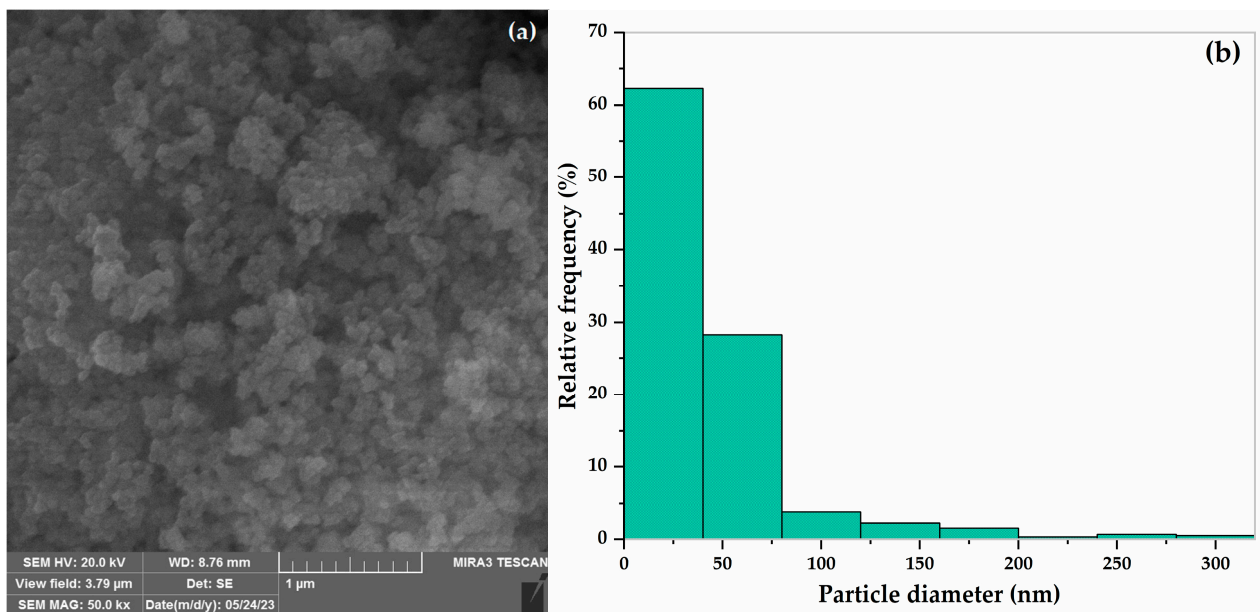 (a)
SEM HV: 20.0 kV
WD: 8.76 mm
MIRA3 TESCAN
View field: 3.79 µm
Det: SE
1 µm
SEM MAG: 50.0 kx
Date(m/d/y): 05/24/23
(b)
Relative frequency (%)
70
60
50
40
30
20
10
0
0
50
100
150
200
250
300
Particle diameter (nm)